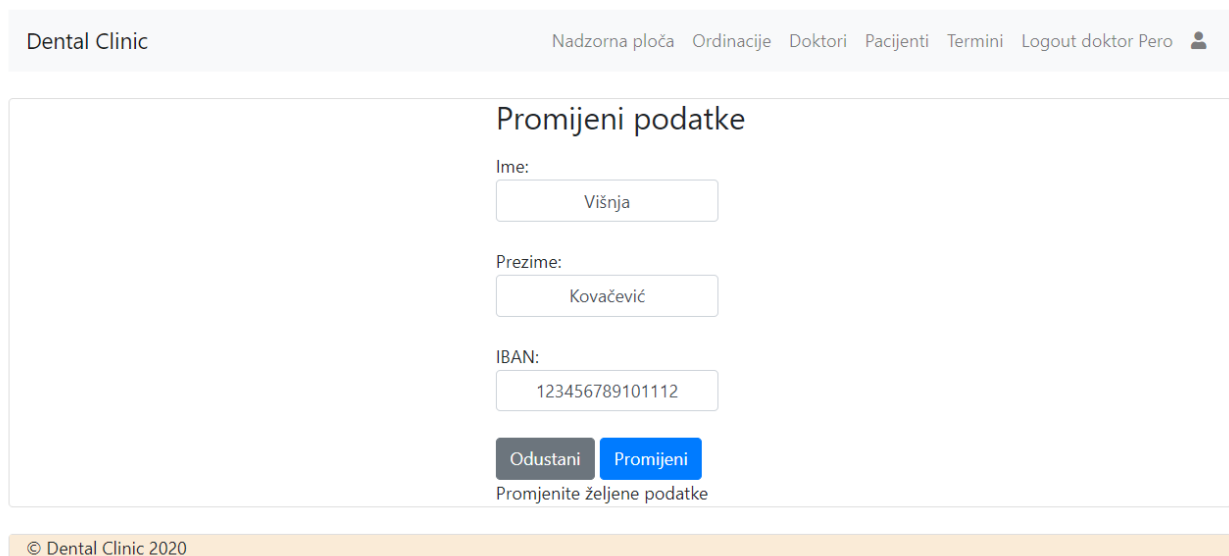 Dental Clinic Nadzorna ploča Ordinacije Doktori Pacijenti Termini Logout doktor Pero
Promijeni podatke
Ime:
Višnja
Prezime:
Kovačević
IBAN:
123456789101112
Odustani Promijeni
Promjenite željene podatke
© Dental Clinic 2020